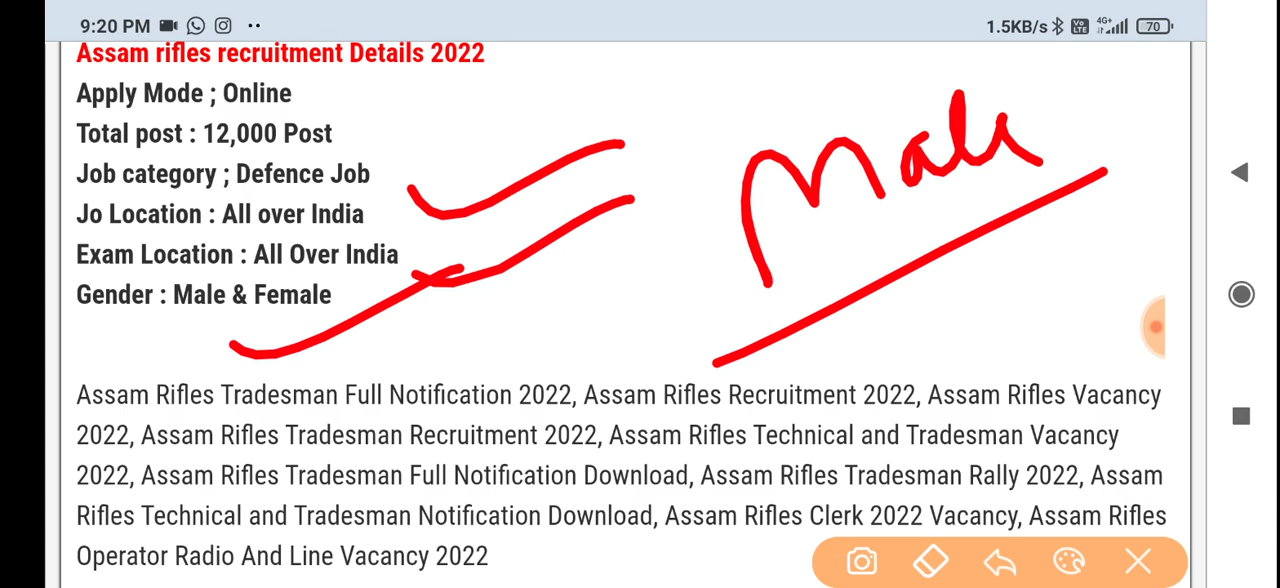 9:20 PM
1.5KB/s
Vo LTE
4G+
70
Assam rifles recruitment Details 2022
Apply Mode ; Online
Total post : 12,000 Post
Job category ; Defence Job
Jo Location : All over India
Exam Location : All Over India
Gender : Male & Female
Male
Assam Rifles Tradesman Full Notification 2022, Assam Rifles Recruitment 2022, Assam Rifles Vacancy
2022, Assam Rifles Tradesman Recruitment 2022, Assam Rifles Technical and Tradesman Vacancy
2022, Assam Rifles Tradesman Full Notification Download, Assam Rifles Tradesman Rally 2022, Assam
Rifles Technical and Tradesman Notification Download, Assam Rifles Clerk 2022 Vacancy, Assam Rifles
Operator Radio And Line Vacancy 2022